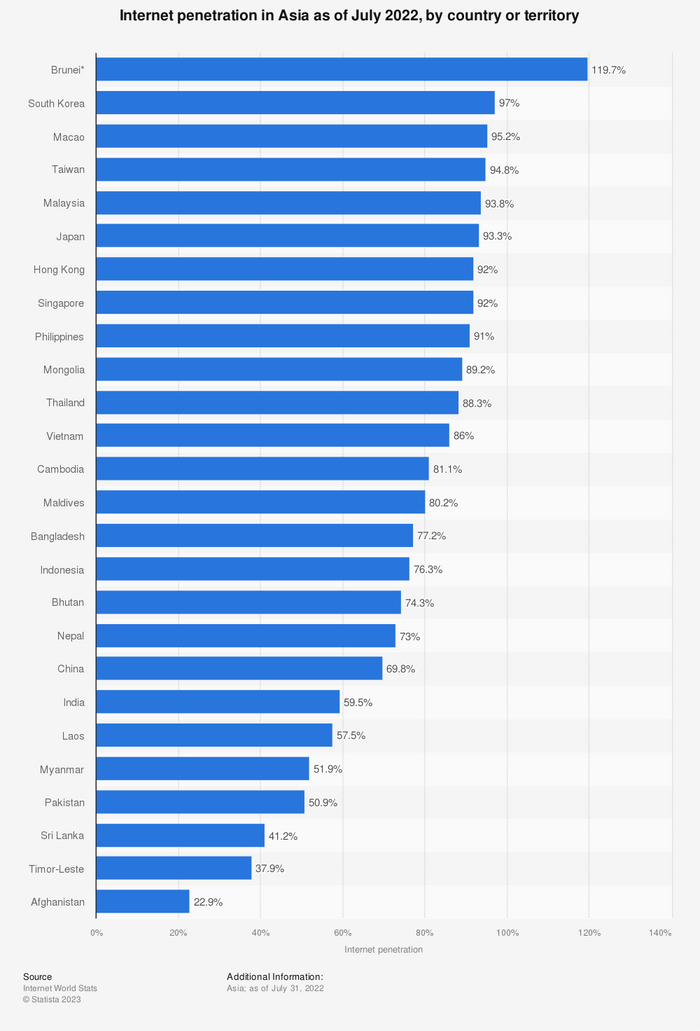 Internet penetration in Asia as of July 2022, by country or territory
Brunei* 119.7%
South Korea 97%
Macao 95.2%
Taiwan 94.8%
Malaysia 93.8%
Japan 93.3%
Hong Kong 92%
Singapore 92%
Philippines 91%
Mongolia 89.2%
Thailand 88.3%
Vietnam 86%
Cambodia 81.1%
Maldives 80.2%
Bangladesh 77.2%
Indonesia 76.3%
Bhutan 74.3%
Nepal 73%
China 69.8%
India 59.5%
Laos 57.5%
Myanmar 51.9%
Pakistan 50.9%
Sri Lanka 41.2%
Timor-Leste 37.9%
Afghanistan 22.9%
0% 20% 40% 60% 80% 100% 120% 140%
Internet penetration
Source
Internet World Stats
© Statista 2023
Additional Information:
Asia; as of July 31, 2022